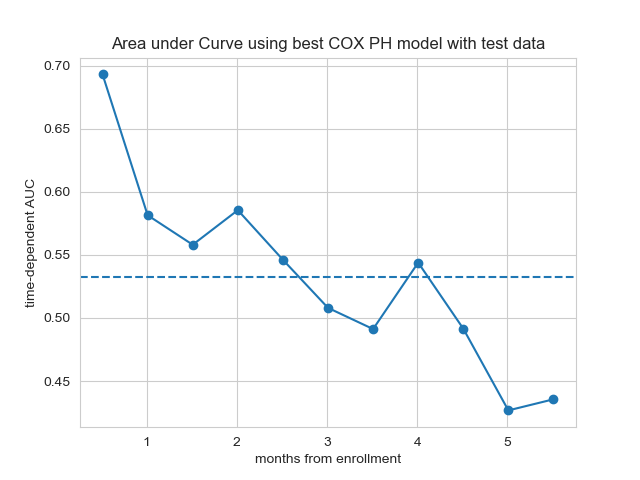 Area under Curve using best COX PH model with test data
time-dependent AUC
0.70
0.65
0.60
0.55
0.50
0.45
1 2 3 4 5
months from enrollment